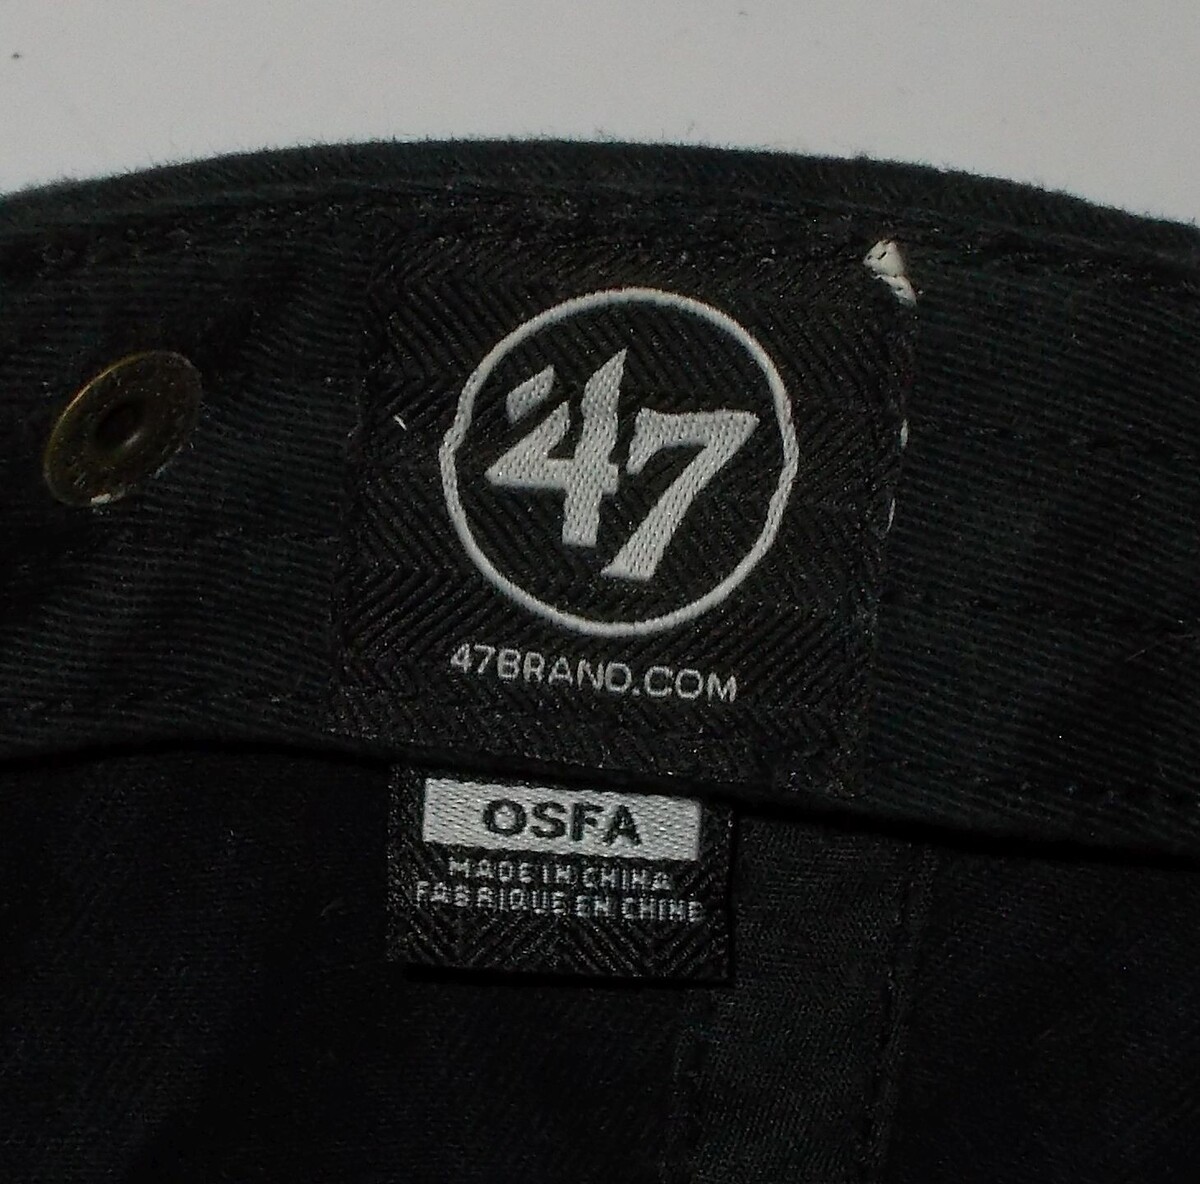 '47
47BRAND.COM
OSFA
MADE IN CHINA
FABRIQUE EN CHINE